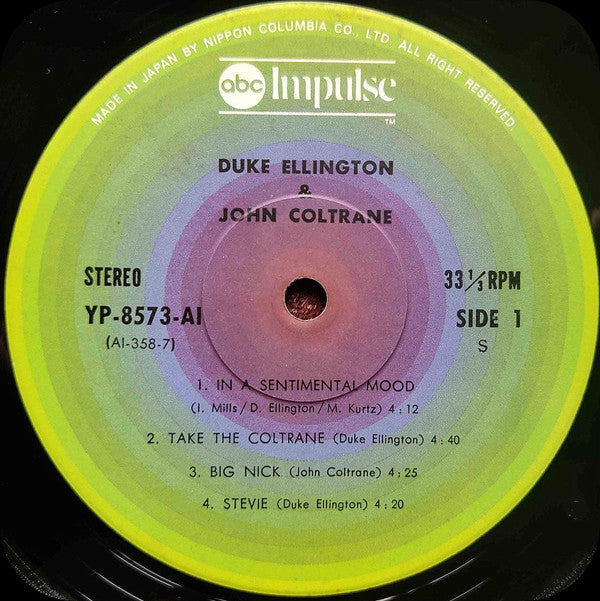 MADE IN JAPAN BY NIPPON COLUMBIA CO., LTD. ALL RIGHT RESERVED.
abc Impulse
TM
DUKE ELLINGTON
&
JOHN COLTRANE
STEREO
33 1/3 RPM
YP-8573-AI
SIDE 1
(AI-358-7)
S
1. IN A SENTIMENTAL MOOD
(I. Mills/D. Ellington/M. Kurtz) 4:12
2. TAKE THE COLTRANE (Duke Ellington) 4:40
3. BIG NICK (John Coltrane) 4:25
4. STEVIE (Duke Ellington) 4:20